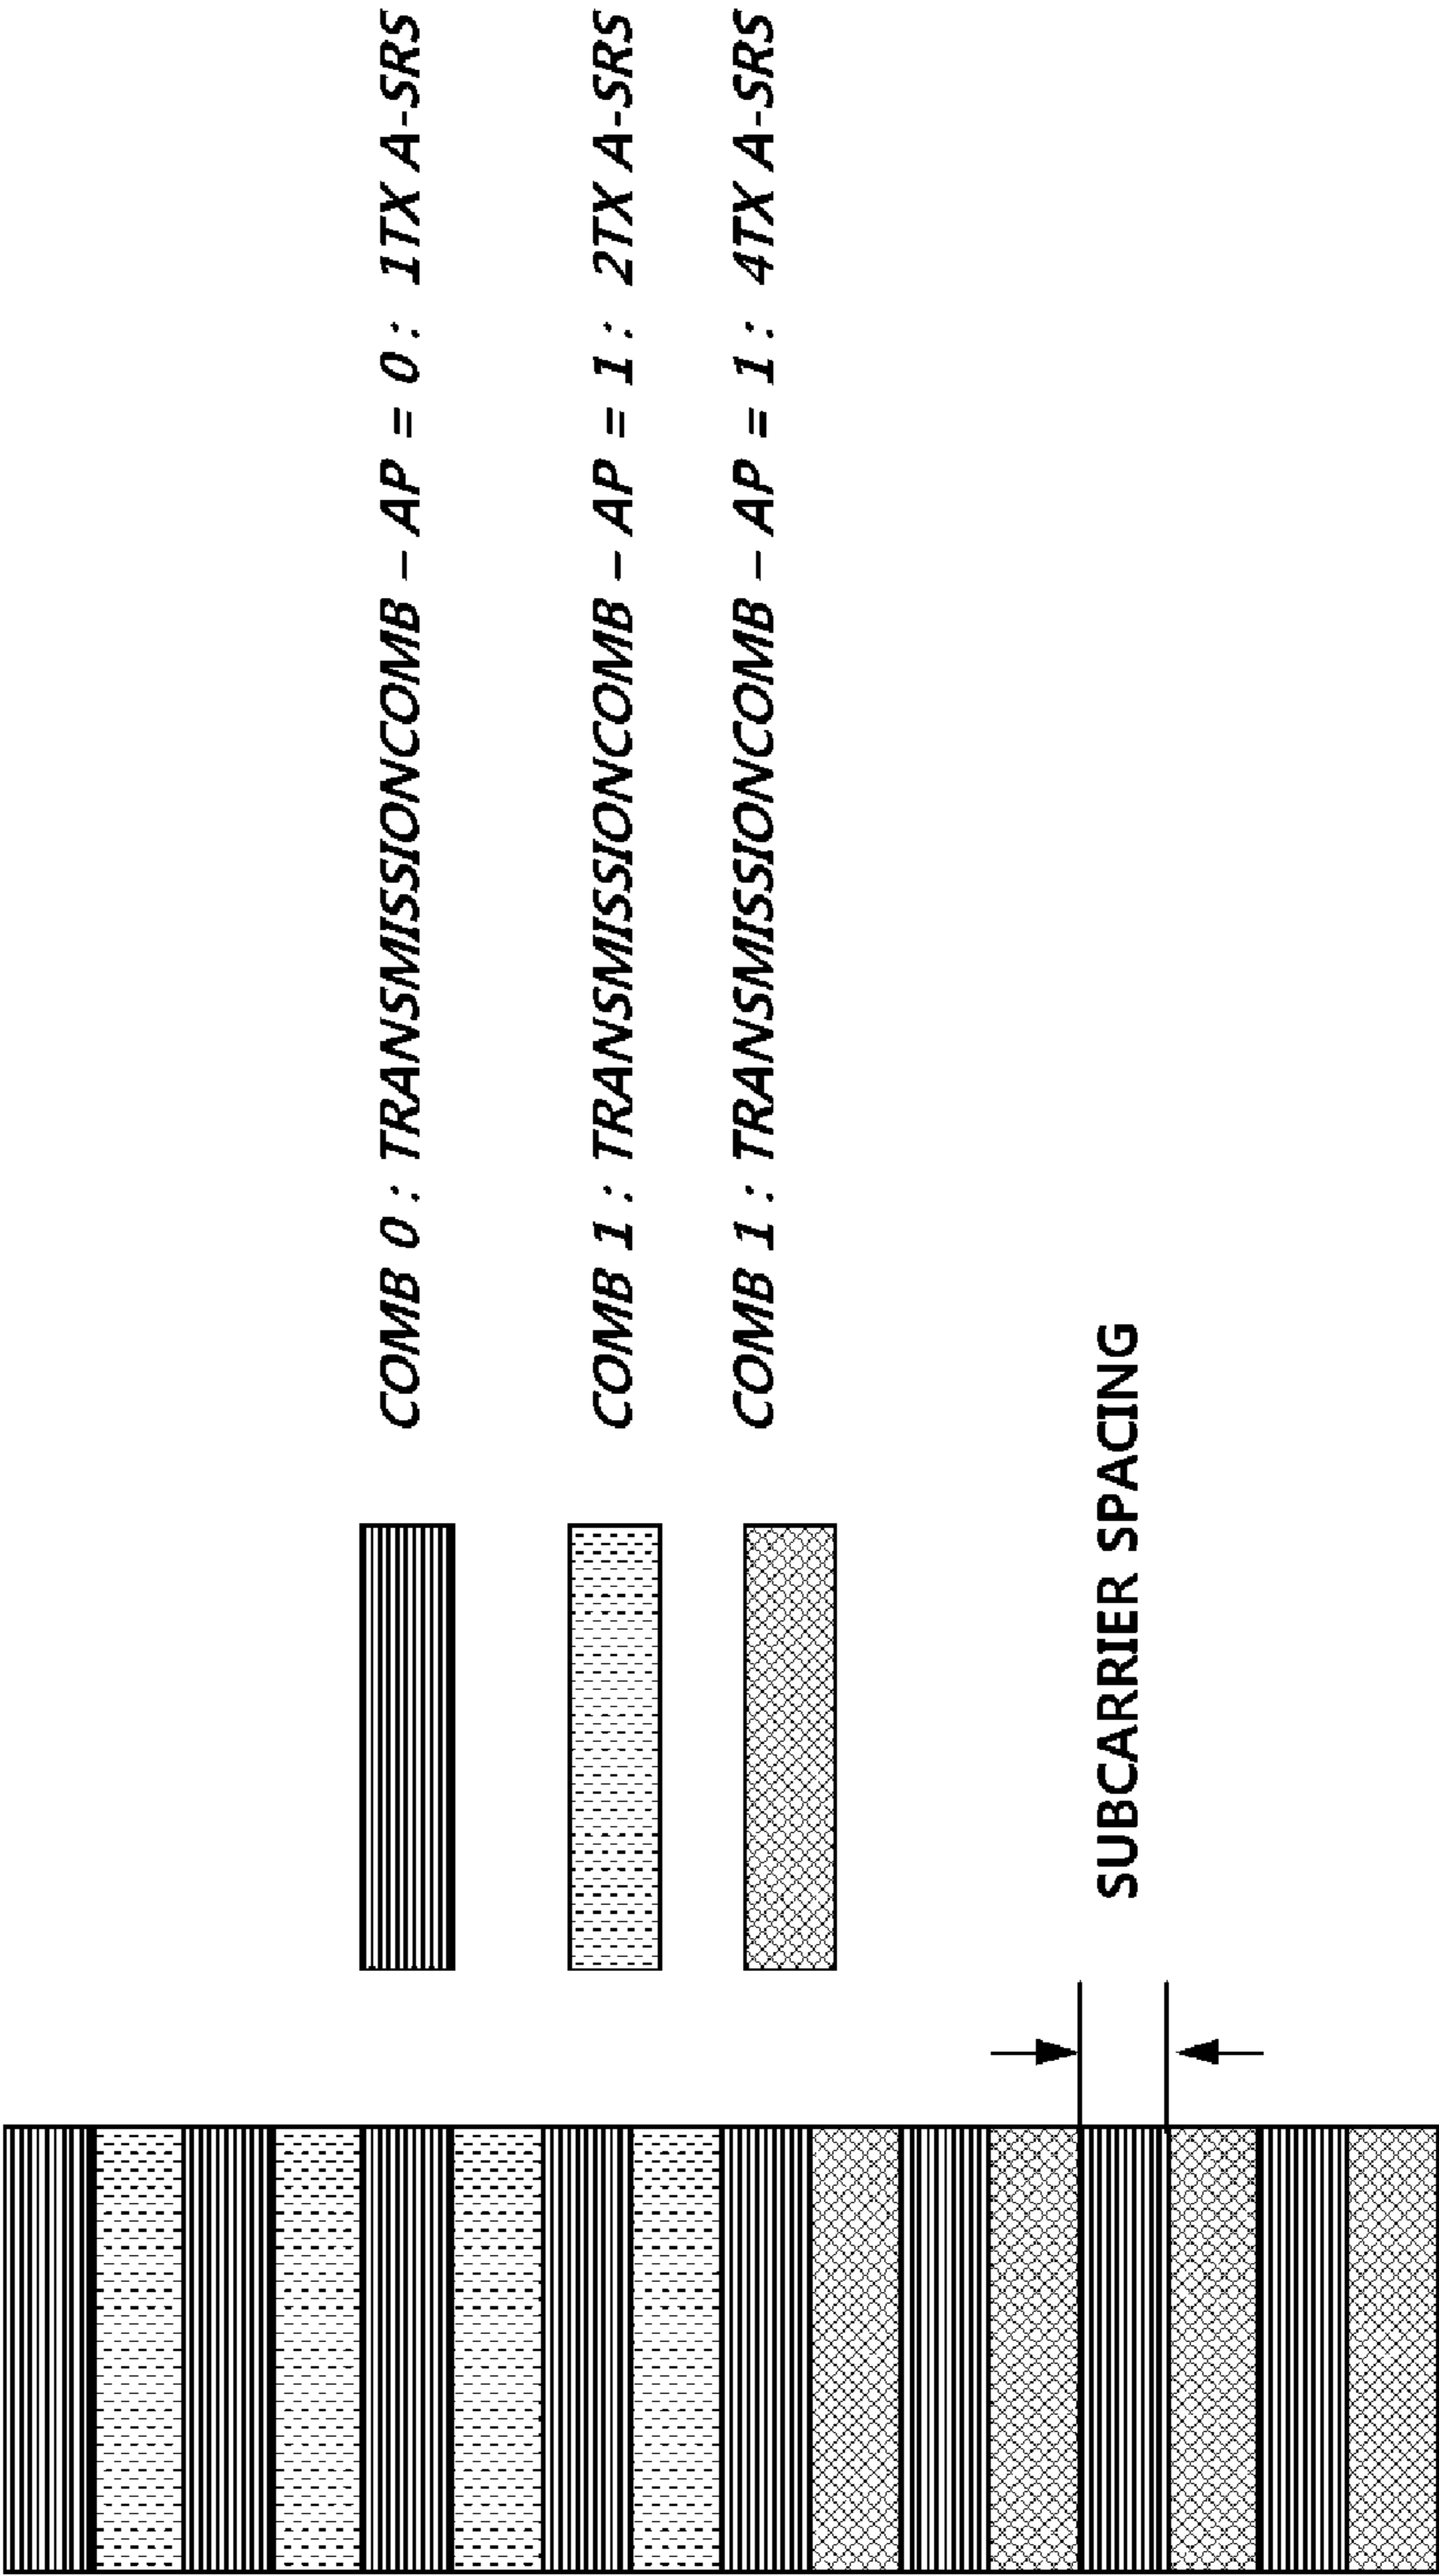 COMB 0 : TRANSMISSIONCOMB – AP = 0 : 1TX A-SRS
COMB 1 : TRANSMISSIONCOMB – AP = 1 : 2TX A-SRS
COMB 1 : TRANSMISSIONCOMB – AP = 1 : 4TX A-SRS
SUBCARRIER SPACING